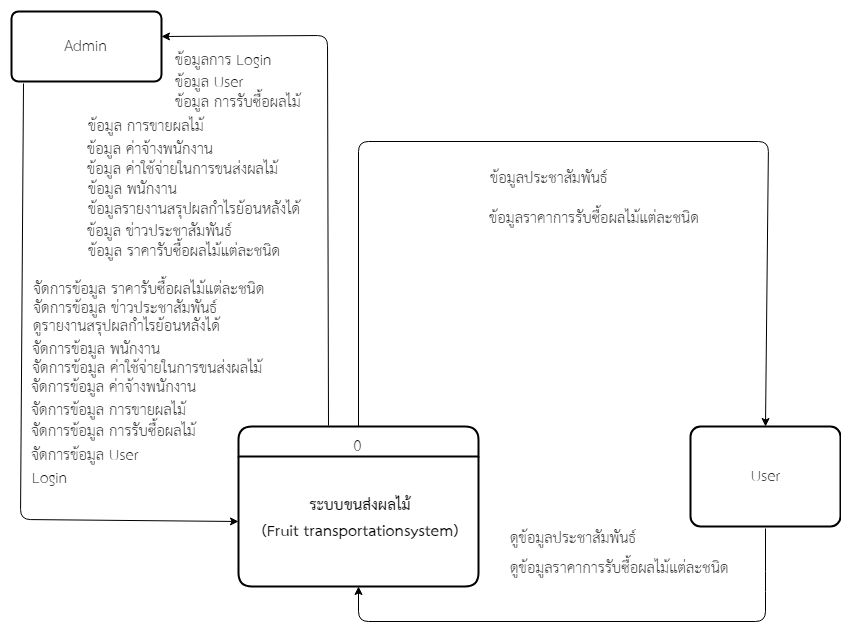 Admin
ข้อมูลการ Login
ข้อมูล User
ข้อมูล การรับซื้อผลไม้
ข้อมูล การขายผลไม้
ข้อมูล ค่าจ้างพนักงาน
ข้อมูล ค่าใช้จ่ายในการขนส่งผลไม้
ข้อมูล พนักงาน
ข้อมูลรายงานสรุปผลกำไรย้อนหลังได้
ข้อมูล ข่าวประชาสัมพันธ์
ข้อมูล ราคารับซื้อผลไม้แต่ละชนิด
จัดการข้อมูล ราคารับซื้อผลไม้แต่ละชนิด
จัดการข้อมูล ข่าวประชาสัมพันธ์
ดูรายงานสรุปผลกำไรย้อนหลังได้
จัดการข้อมูล พนักงาน
จัดการข้อมูล ค่าใช้จ่ายในการขนส่งผลไม้
จัดการข้อมูล ค่าจ้างพนักงาน
จัดการข้อมูล การขายผลไม้
จัดการข้อมูล การรับซื้อผลไม้
จัดการข้อมูล User
Login
ข้อมูลประชาสัมพันธ์
ข้อมูลราคาการรับซื้อผลไม้แต่ละชนิด
0
ระบบขนส่งผลไม้
(Fruit transportationsystem)
User
ดูข้อมูลประชาสัมพันธ์
ดูข้อมูลราคาการรับซื้อผลไม้แต่ละชนิด